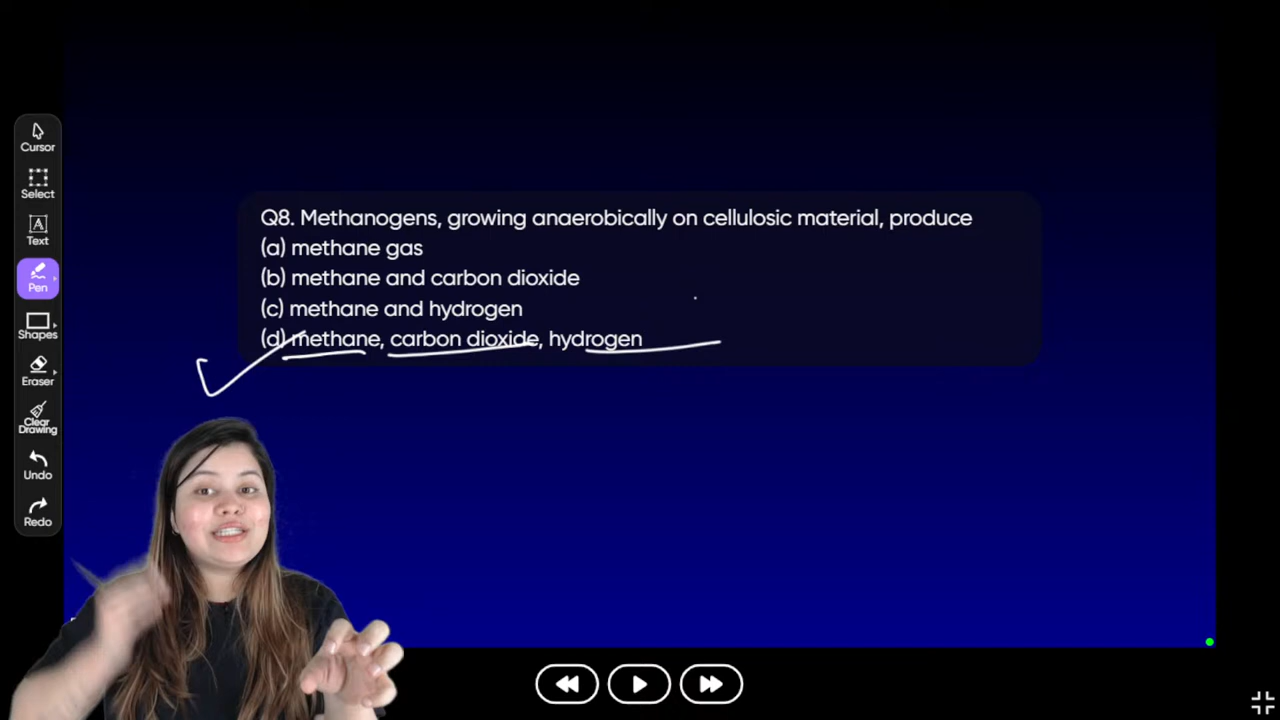 Cursor
Select
Text
Pen
Shapes
Eraser
Clear
Drawing
Undo
Redo
Q8. Methanogens, growing anaerobically on cellulosic material, produce
(a) methane gas
(b) methane and carbon dioxide
(c) methane and hydrogen
(d) methane, carbon dioxide, hydrogen